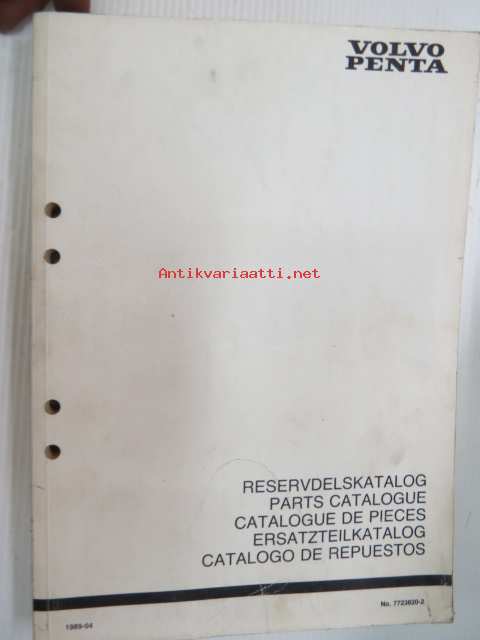 VOLVO
PENTA
Antikvariaatti.net
RESERVDELSKATALOG
PARTS CATALOGUE
CATALOGUE DE PIECES
ERSATZTEILKATALOG
CATALOGO DE REPUESTOS
No. 7723620-2
1989-04